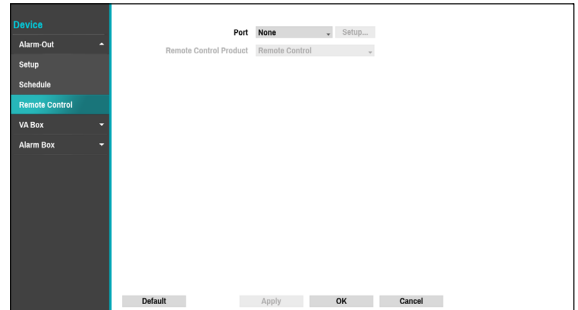 Device
Alarm-Out
Setup
Schedule
Remote Control
VA Box
Alarm Box
Port None Setup...
Remote Control Product Remote Control
Default Apply OK Cancel